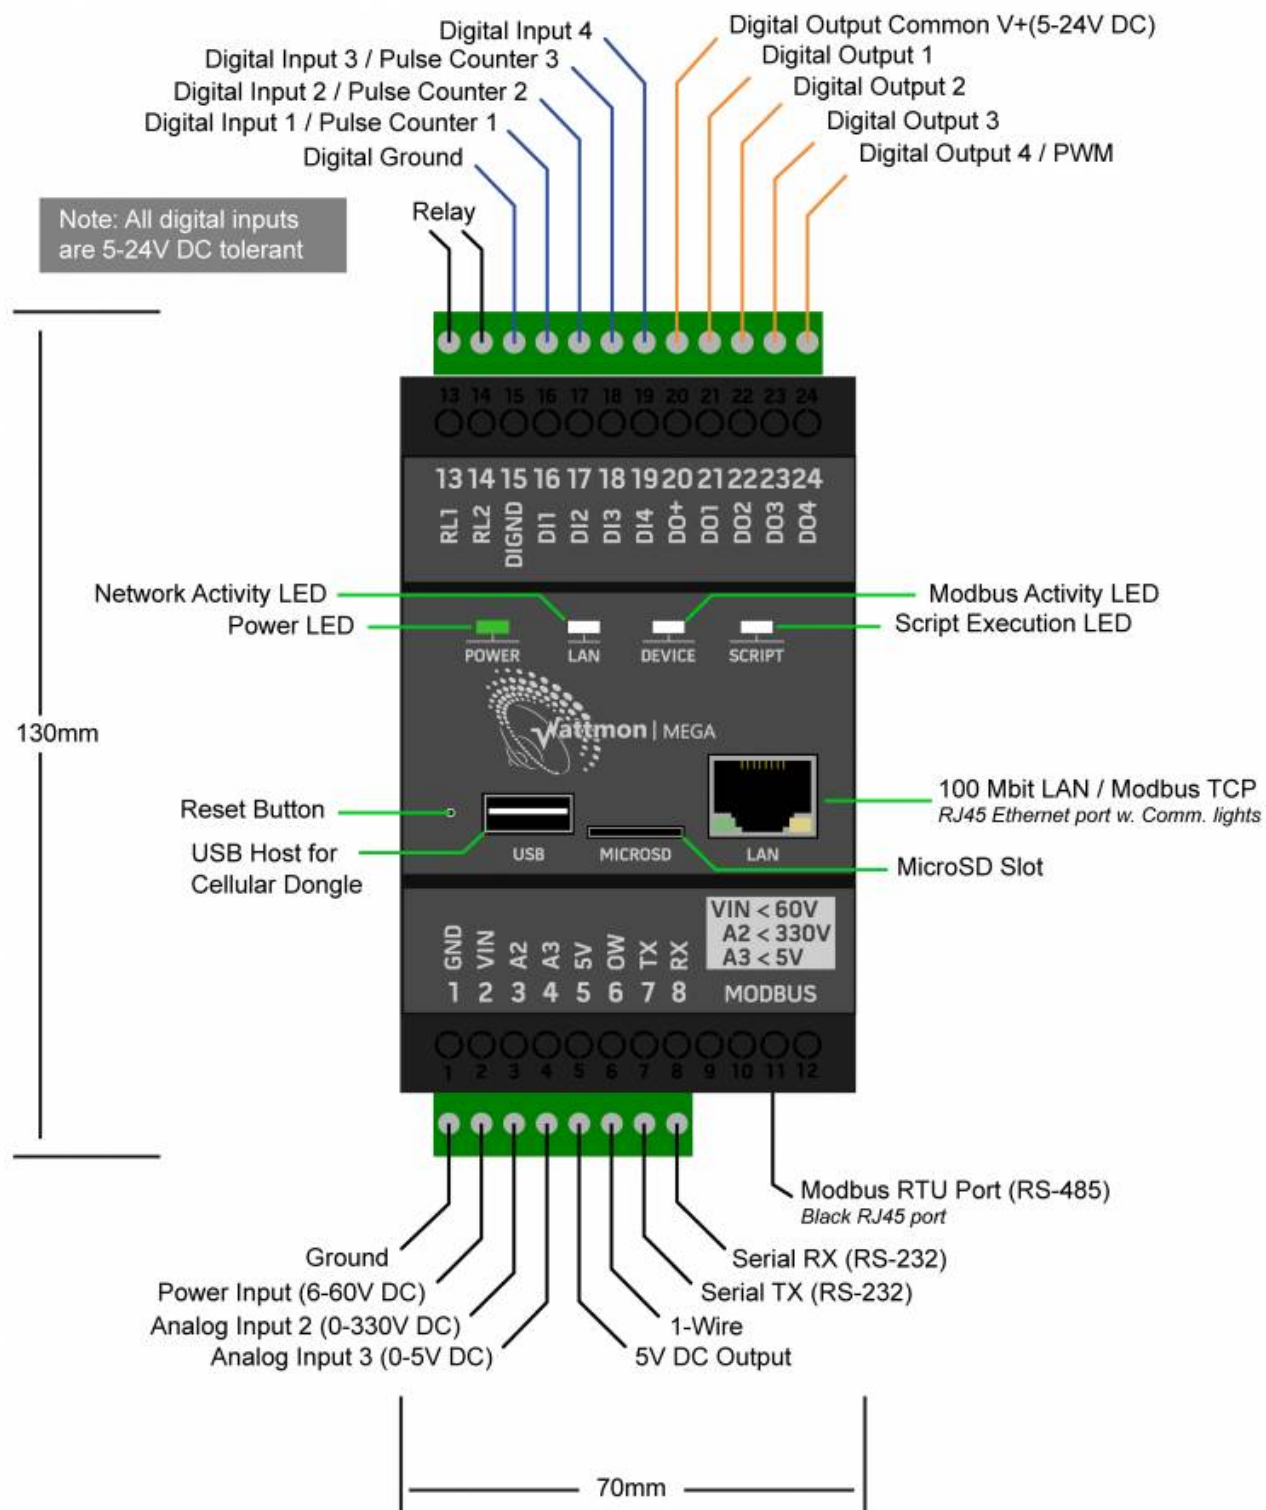 Digital Input 4
Digital Output Common V+(5-24V DC)
Digital Input 3 / Pulse Counter 3
Digital Output 1
Digital Input 2 / Pulse Counter 2
Digital Output 2
Digital Input 1 / Pulse Counter 1
Digital Output 3
Digital Ground
Digital Output 4 / PWM
Note: All digital inputs
are 5-24V DC tolerant
Relay
13 14 15 16 17 18 19 20 21 22 23 24
13 14 15 16 17 18 19 20 21 22 23 24
RL1 RL2 DIGND DI1 DI2 DI3 DI4 DO+ DO1 DO2 DO3 DO4
Network Activity LED
Modbus Activity LED
Power LED
Script Execution LED
POWER LAN DEVICE SCRIPT
130mm
Wattmon | MEGA
Reset Button
100 Mbit LAN / Modbus TCP
RJ45 Ethernet port w. Comm. lights
USB Host for
Cellular Dongle
USB MICROSD LAN
MicroSD Slot
VIN < 60V
A2 < 330V
A3 < 5V
GND VIN A2 A3 5V OW TX RX
1 2 3 4 5 6 7 8 MODBUS
1 2 3 4 5 6 7 8 9 10 11 12
Modbus RTU Port (RS-485)
Black RJ45 port
Ground
Serial RX (RS-232)
Power Input (6-60V DC)
Serial TX (RS-232)
Analog Input 2 (0-330V DC)
1-Wire
Analog Input 3 (0-5V DC)
5V DC Output
70mm